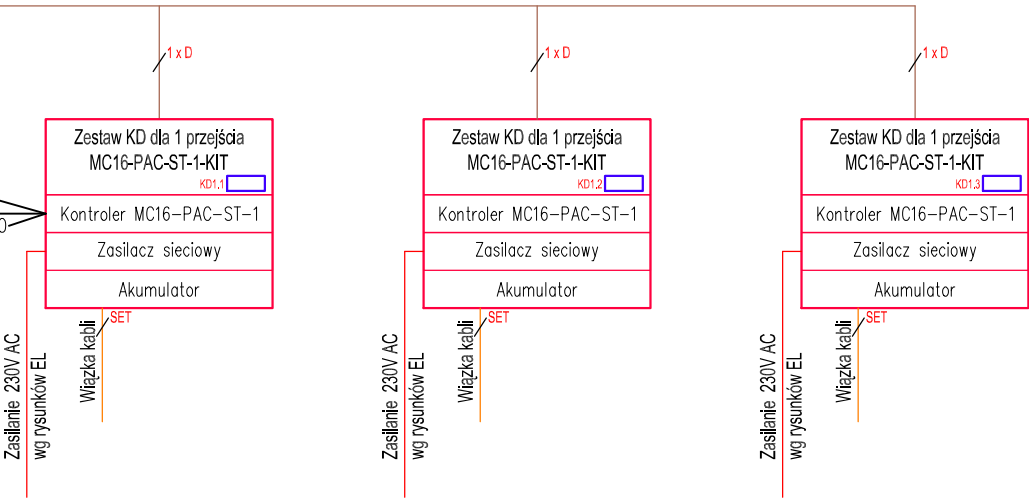 1 x D
1 x D
1 x D
Zestaw KD dla 1 przejścia
MC16-PAC-ST-1-KIT
KD1.1
Kontroler MC16-PAC-ST-1
Zasilacz sieciowy
Akumulator
SET
Wiązka kabli
Zasilanie 230V AC
wg rysunków EL
Zestaw KD dla 1 przejścia
MC16-PAC-ST-1-KIT
KD1.2
Kontroler MC16-PAC-ST-1
Zasilacz sieciowy
Akumulator
SET
Wiązka kabli
Zasilanie 230V AC
wg rysunków EL
Zestaw KD dla 1 przejścia
MC16-PAC-ST-1-KIT
KD1.3
Kontroler MC16-PAC-ST-1
Zasilacz sieciowy
Akumulator
SET
Wiązka kabli
Zasilanie 230V AC
wg rysunków EL